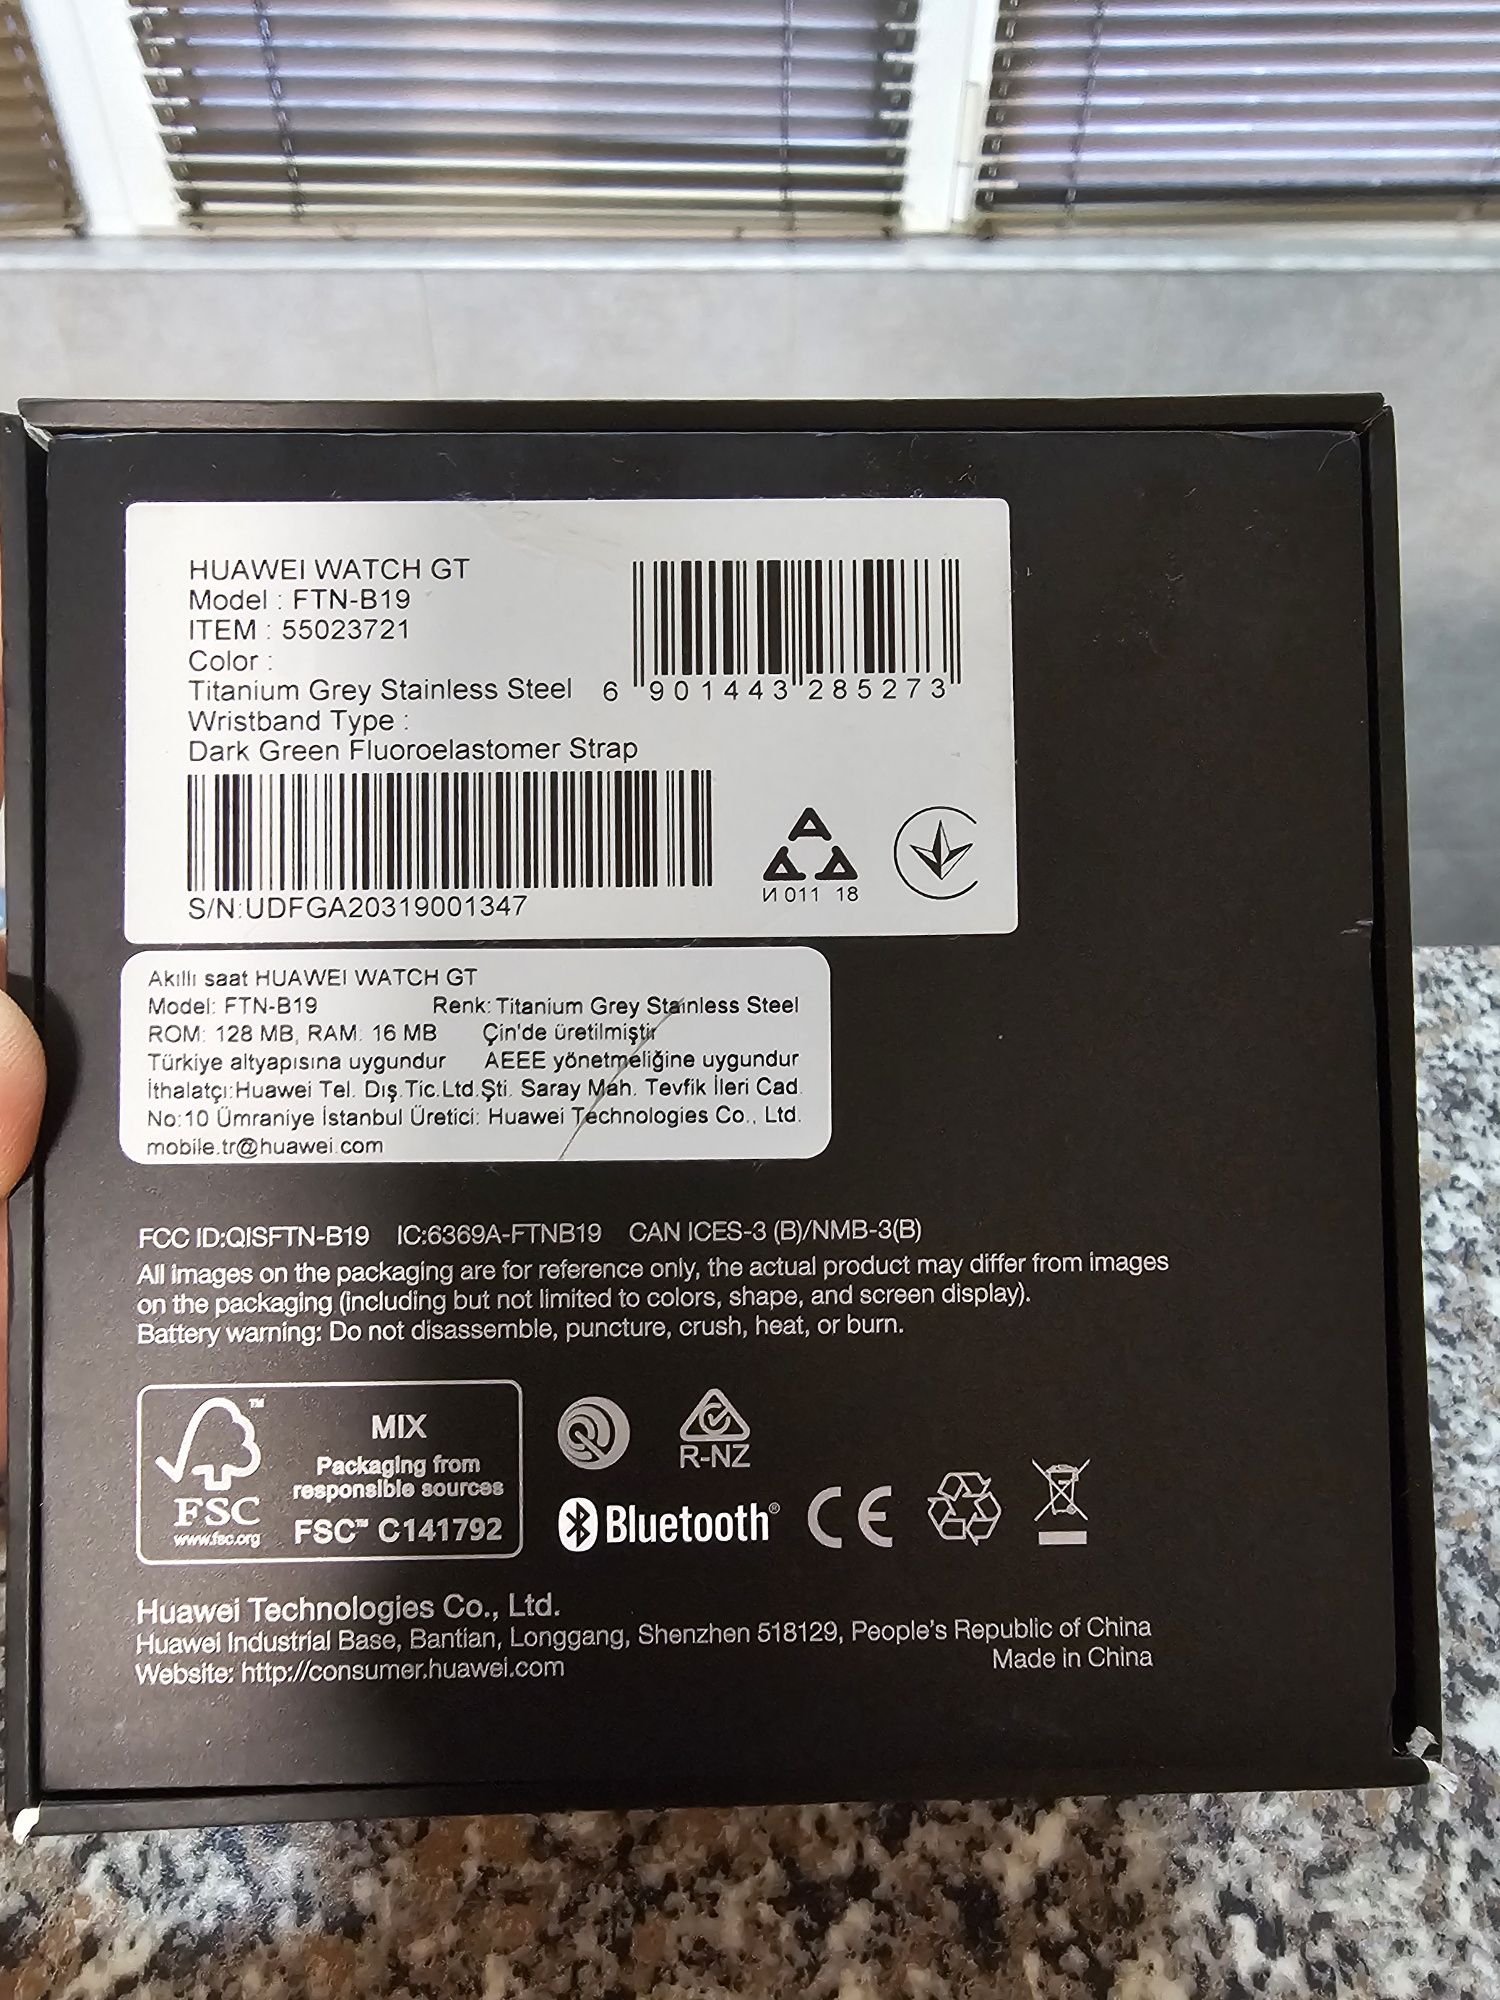 HUAWEI WATCH GT
Model : FTN-B19
ITEM : 55023721
Color :
Titanium Grey Stainless Steel
6 901443 285273
Wristband Type :
Dark Green Fluoroelastomer Strap
S/N:UDFGA20319001347
И 011 18
Akıllı saat HUAWEI WATCH GT
Model: FTN-B19 Renk: Titanium Grey Stainless Steel
ROM: 128 MB, RAM: 16 MB Çin'de üretilmiştir
Türkiye altyapısına uygundur AEEE yönetmeliğine uygundur
İthalatçı:Huawei Tel. Dış.Tic.Ltd.Şti. Saray Mah. Tevfik İleri Cad.
No:10 Ümraniye İstanbul Üretici: Huawei Technologies Co., Ltd.
mobile.tr@huawei.com
FCC ID:QISFTN-B19 IC:6369A-FTNB19 CAN ICES-3 (B)/NMB-3(B)
All images on the packaging are for reference only, the actual product may differ from images
on the packaging (including but not limited to colors, shape, and screen display).
Battery warning: Do not disassemble, puncture, crush, heat, or burn.
FSC
www.fsc.org
MIX
Packaging from
responsible sources
FSC™ C141792
R-NZ
Bluetooth®
CE
Huawei Technologies Co., Ltd.
Huawei Industrial Base, Bantian, Longgang, Shenzhen 518129, People's Republic of China
Website: http://consumer.huawei.com Made in China